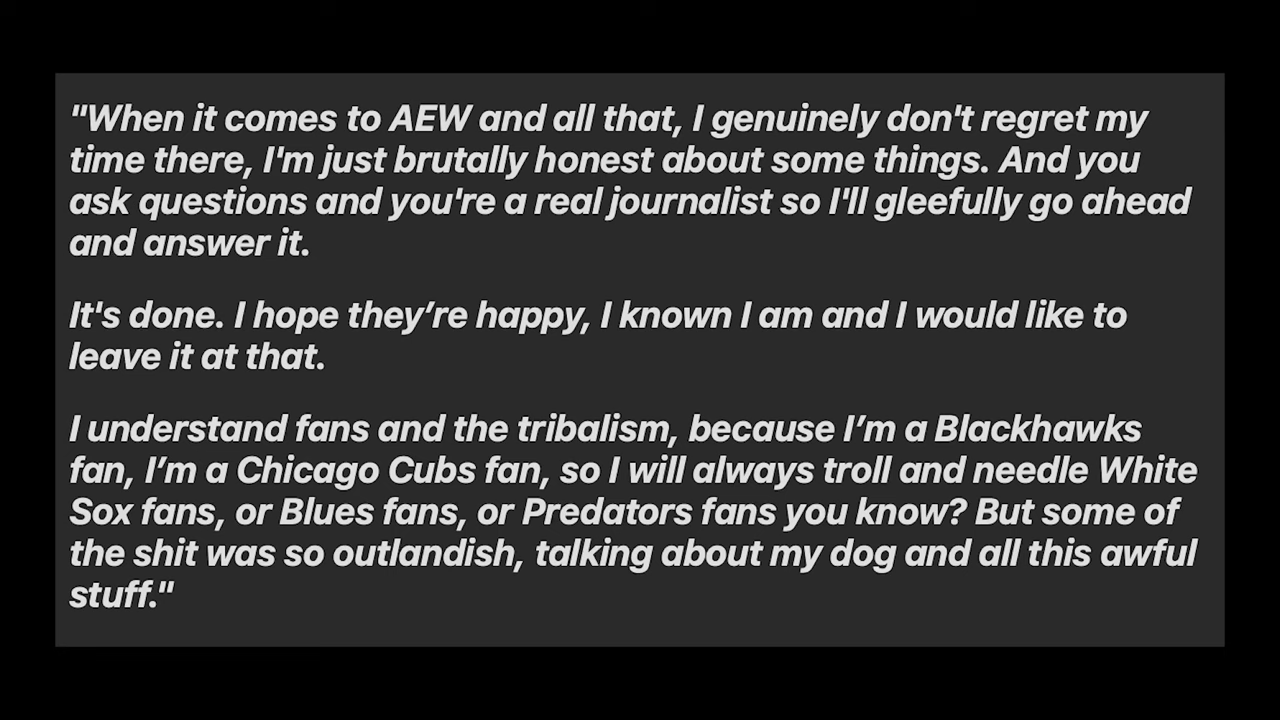 "When it comes to AEW and all that, I genuinely don't regret my
time there, I'm just brutally honest about some things. And you
ask questions and you're a real journalist so I'll gleefully go ahead
and answer it.
It's done. I hope they’re happy, I known I am and I would like to
leave it at that.
I understand fans and the tribalism, because I’m a Blackhawks
fan, I’m a Chicago Cubs fan, so I will always troll and needle White
Sox fans, or Blues fans, or Predators fans you know? But some of
the shit was so outlandish, talking about my dog and all this awful
stuff."